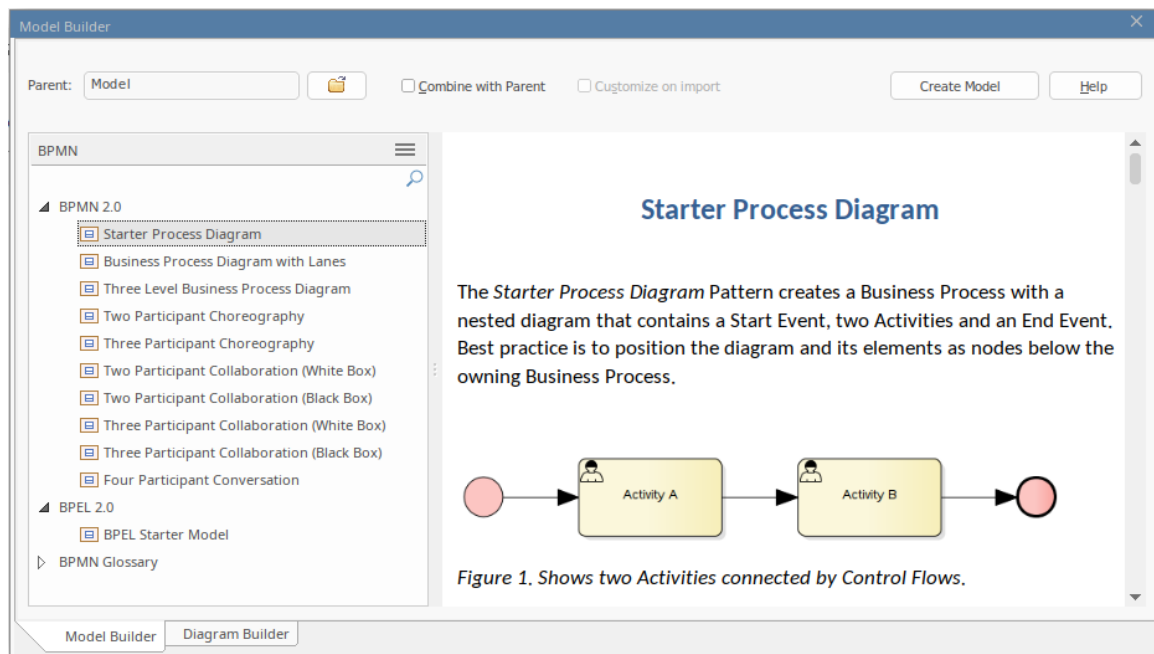 Model Builder
Parent:
Model
Combine with Parent
Customize on import
Create Model
Help
BPMN
BPMN 2.0
Starter Process Diagram
Business Process Diagram with Lanes
Three Level Business Process Diagram
Two Participant Choreography
Three Participant Choreography
Two Participant Collaboration (White Box)
Two Participant Collaboration (Black Box)
Three Participant Collaboration (White Box)
Three Participant Collaboration (Black Box)
Four Participant Conversation
BPEL 2.0
BPEL Starter Model
BPMN Glossary
Starter Process Diagram
The Starter Process Diagram Pattern creates a Business Process with a
nested diagram that contains a Start Event, two Activities and an End Event.
Best practice is to position the diagram and its elements as nodes below the
owning Business Process.
Activity A
Activity B
Figure 1. Shows two Activities connected by Control Flows.
Model Builder
Diagram Builder